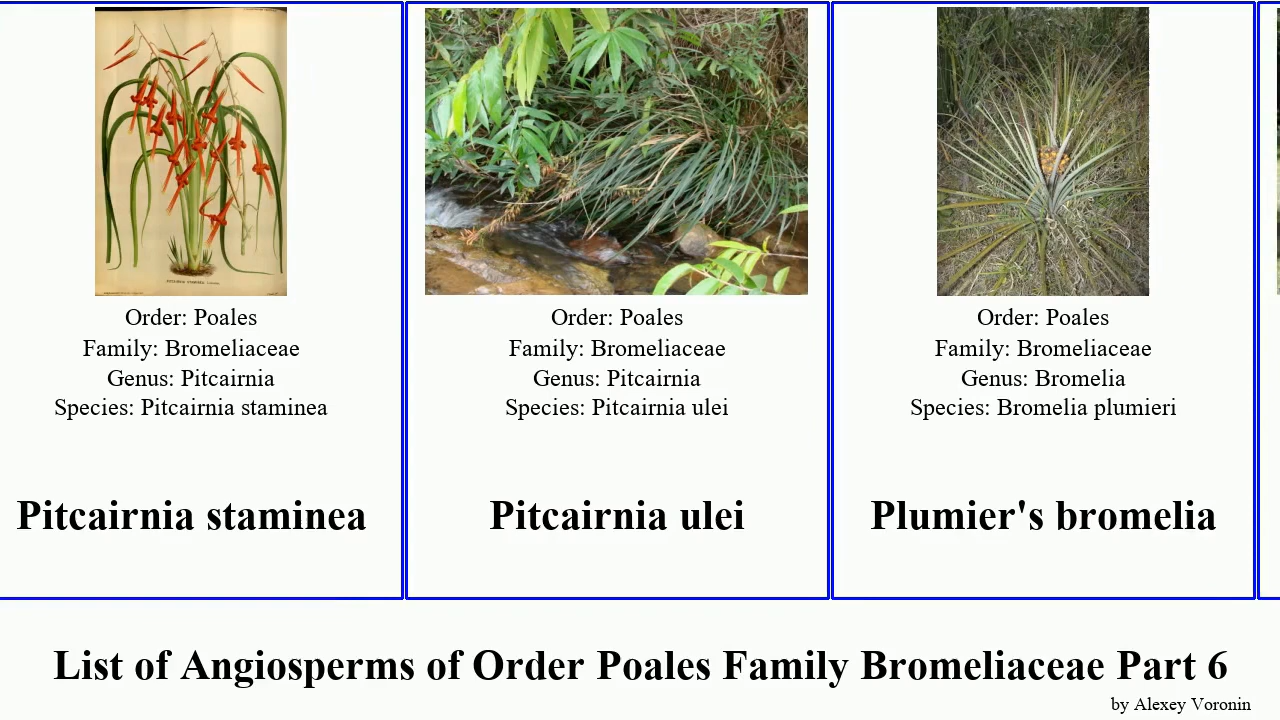 Order: Poales
Family: Bromeliaceae
Genus: Pitcairnia
Species: Pitcairnia staminea
Pitcairnia staminea
Order: Poales
Family: Bromeliaceae
Genus: Pitcairnia
Species: Pitcairnia ulei
Pitcairnia ulei
Order: Poales
Family: Bromeliaceae
Genus: Bromelia
Species: Bromelia plumieri
Plumier's bromelia
List of Angiosperms of Order Poales Family Bromeliaceae Part 6
by Alexey Voronin